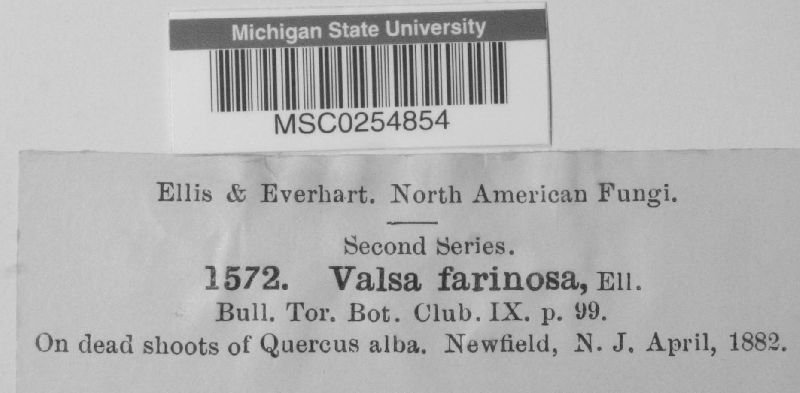 Michigan State University
MSC0254854
Ellis & Everhart. North American Fungi.
Second Series.
1572. Valsa farinosa, Ell.
Bull. Tor. Bot. Club. IX. p. 99.
On dead shoots of Quercus alba. Newfield, N. J. April, 1882.